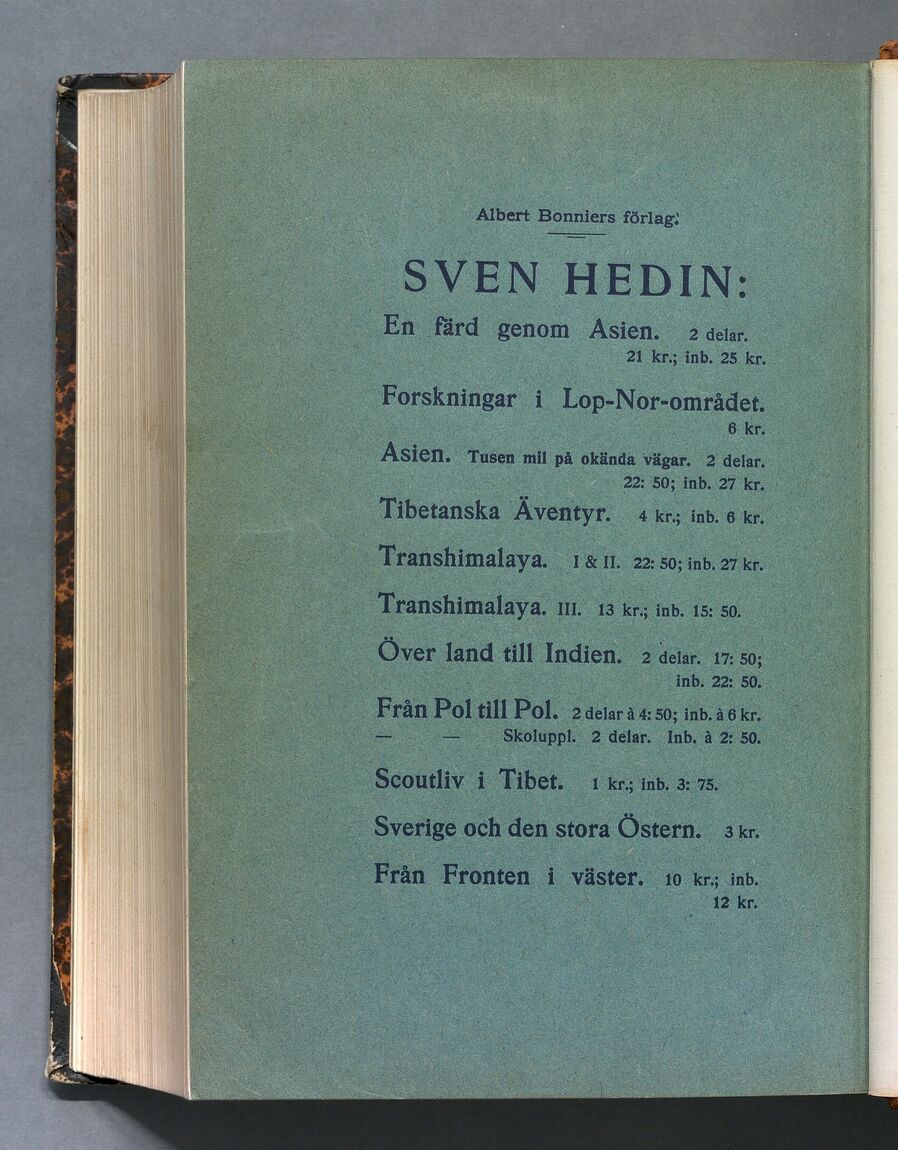 Albert Bonniers förlag:
SVEN HEDIN:
En färd genom Asien. 2 delar.
21 kr.; inb. 25 kr.
Forskningar i Lop-Nor-området.
6 kr.
Asien. Tusen mil på okända vägar. 2 delar.
22: 50; inb. 27 kr.
Tibetanska Äventyr. 4 kr.; inb. 6 kr.
Transhimalaya. I & II. 22: 50; inb. 27 kr.
Transhimalaya. III. 13 kr.; inb. 15: 50.
Över land till Indien. 2 delar. 17: 50;
inb. 22: 50.
Från Pol till Pol. 2 delar à 4: 50; inb. à 6 kr.
— — Skoluppl. 2 delar. Inb. à 2: 50.
Scoutliv i Tibet. 1 kr.; inb. 3: 75.
Sverige och den stora Östern. 3 kr.
Från Fronten i väster. 10 kr.; inb.
12 kr.